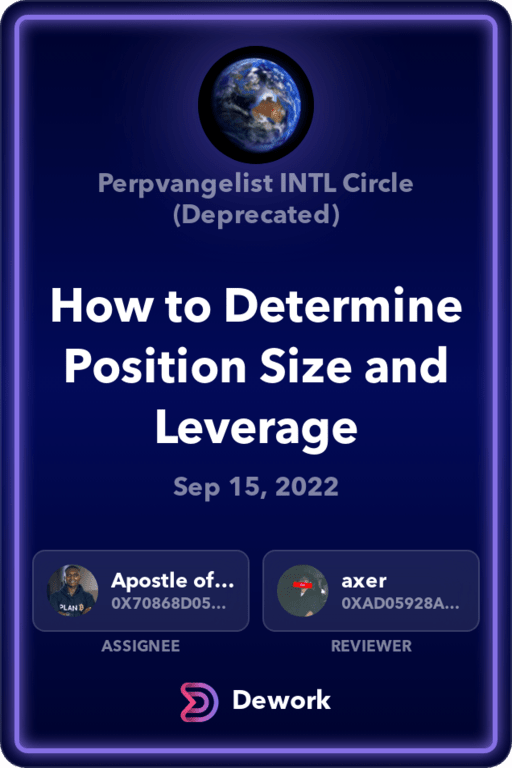 Perpvangelist INTL Circle
(Deprecated)
How to Determine
Position Size and
Leverage
Sep 15, 2022
Apostle of...
0X70868D05...
ASSIGNEE
axer
0XAD05928A...
REVIEWER
PLAN B
Dework